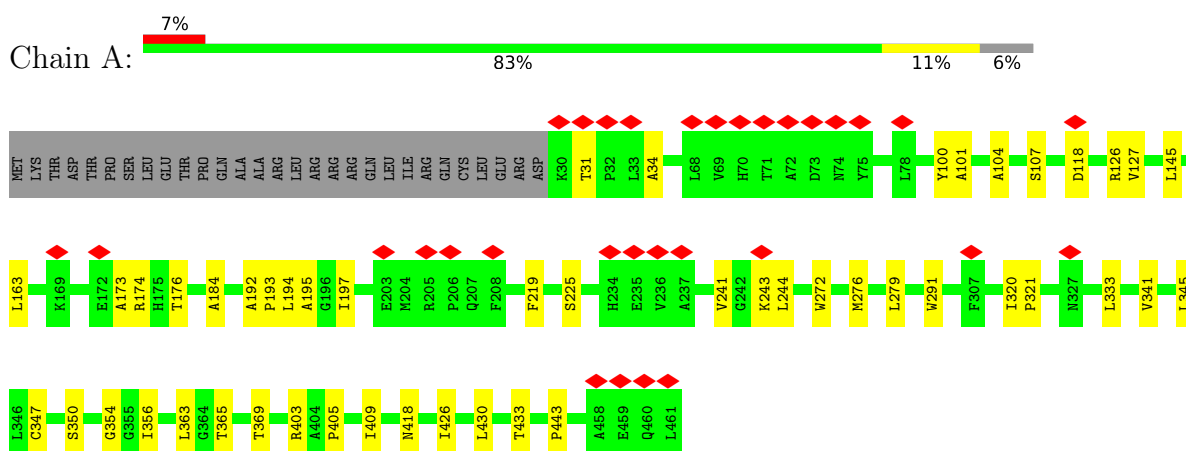 7%
Chain A:
83% 11% 6%
MET LYS THR ASP THR PRO SER LEU GLU THR PRO GLN ALA ALA ARG LEU ARG ARG ARG GLN LEU ILE ARG GLN CYS LEU GLU ARG ASP K30 T31 P32 L33 A34 L68 V69 H70 T71 A72 D73 N74 Y75 L78 Y100 A101 A104 S107 D118 R126 V127 L145
L163 K169 E172 A173 R174 H175 T176 A184 A192 P193 L194 A195 G196 I197 E203 M204 R205 P206 Q207 F208 F219 S225 H234 E235 V236 A237 V241 G242 K243 L244 W272 M276 L279 W291 F307 I320 P321 N327 L333 V341 L345
L346 C347 S350 G354 G355 I356 L363 G364 T365 T369 R403 A404 P405 I409 N418 I426 L430 T433 P443 A458 E459 Q460 L461